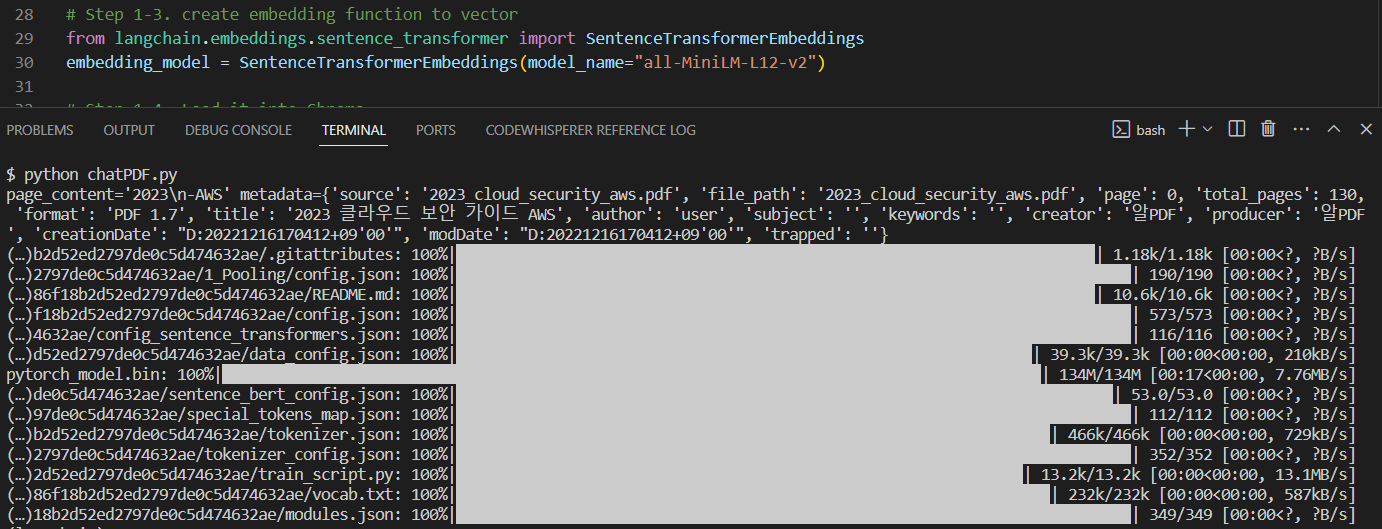 28 # Step 1-3. create embedding function to vector
29 from langchain.embeddings.sentence_transformer import SentenceTransformerEmbeddings
30 embedding_model = SentenceTransformerEmbeddings(model_name="all-MiniLM-L12-v2")
31
32 # Step 1-4. Load it into Chroma
PROBLEMS OUTPUT DEBUG CONSOLE TERMINAL PORTS CODEWHISPERER REFERENCE LOG bash
$ python chatPDF.py
page_content='2023\n-AWS' metadata={'source': '2023_cloud_security_aws.pdf', 'file_path': '2023_cloud_security_aws.pdf', 'page': 0, 'total_pages': 130,
'format': 'PDF 1.7', 'title': '2023 클라우드 보안 가이드 AWS', 'author': 'user', 'subject': '', 'keywords': '', 'creator': '알PDF', 'producer': '알PDF
', 'creationDate': "D:20221216170412+09'00'", 'modDate': "D:20221216170412+09'00'", 'trapped': ''}
(…)b2d52ed2797de0c5d474632ae/.gitattributes: 100%| | 1.18k/1.18k [00:00<?, ?B/s]
(…)2797de0c5d474632ae/1_Pooling/config.json: 100%| | 190/190 [00:00<?, ?B/s]
(…)86f18b2d52ed2797de0c5d474632ae/README.md: 100%| | 10.6k/10.6k [00:00<?, ?B/s]
(…)f18b2d52ed2797de0c5d474632ae/config.json: 100%| | 573/573 [00:00<?, ?B/s]
(…)4632ae/config_sentence_transformers.json: 100%| | 116/116 [00:00<?, ?B/s]
(…)d52ed2797de0c5d474632ae/data_config.json: 100%| | 39.3k/39.3k [00:00<00:00, 210kB/s]
pytorch_model.bin: 100%| | 134M/134M [00:17<00:00, 7.76MB/s]
(…)de0c5d474632ae/sentence_bert_config.json: 100%| | 53.0/53.0 [00:00<?, ?B/s]
(…)97de0c5d474632ae/special_tokens_map.json: 100%| | 112/112 [00:00<?, ?B/s]
(…)b2d52ed2797de0c5d474632ae/tokenizer.json: 100%| | 466k/466k [00:00<00:00, 729kB/s]
(…)2797de0c5d474632ae/tokenizer_config.json: 100%| | 352/352 [00:00<?, ?B/s]
(…)2d52ed2797de0c5d474632ae/train_script.py: 100%| | 13.2k/13.2k [00:00<00:00, 13.1MB/s]
(…)86f18b2d52ed2797de0c5d474632ae/vocab.txt: 100%| | 232k/232k [00:00<00:00, 587kB/s]
(…)18b2d52ed2797de0c5d474632ae/modules.json: 100%| | 349/349 [00:00<?, ?B/s]